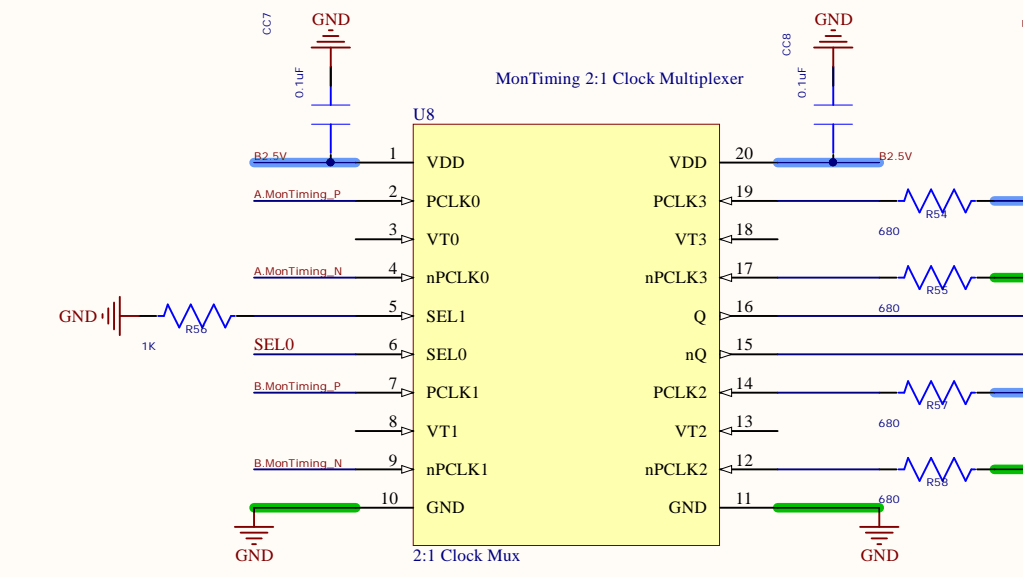 CC7
GND
CC8
GND
0.1uF
0.1uF
MonTiming 2:1 Clock Multiplexer
U8
B2.5V 1 VDD VDD 20 B2.5V
A.MonTiming_P 2 PCLK0 PCLK3 19 R54
3 VT0 VT3 18 680
A.MonTiming_N 4 nPCLK0 nPCLK3 17 R55
GND R56 5 SEL1 Q 16 680
1K SEL0 6 SEL0 nQ 15
B.MonTiming_P 7 PCLK1 PCLK2 14 R57
8 VT1 VT2 13 680
B.MonTiming_N 9 nPCLK1 nPCLK2 12 R58
10 GND GND 11 680
GND 2:1 Clock Mux GND